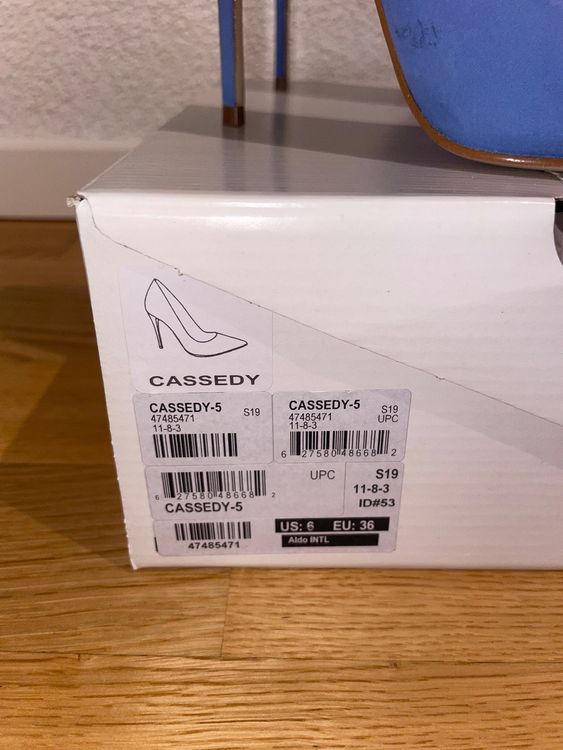 CASSEDY
CASSEDY-5 S19
47485471
11-8-3
CASSEDY-5 S19
47485471 UPC
11-8-3
6 27580 48668 2
6 27580 48668 2 UPC
CASSEDY-5
S19
11-8-3
ID#53
47485471
US: 6 EU: 36
Aldo INTL